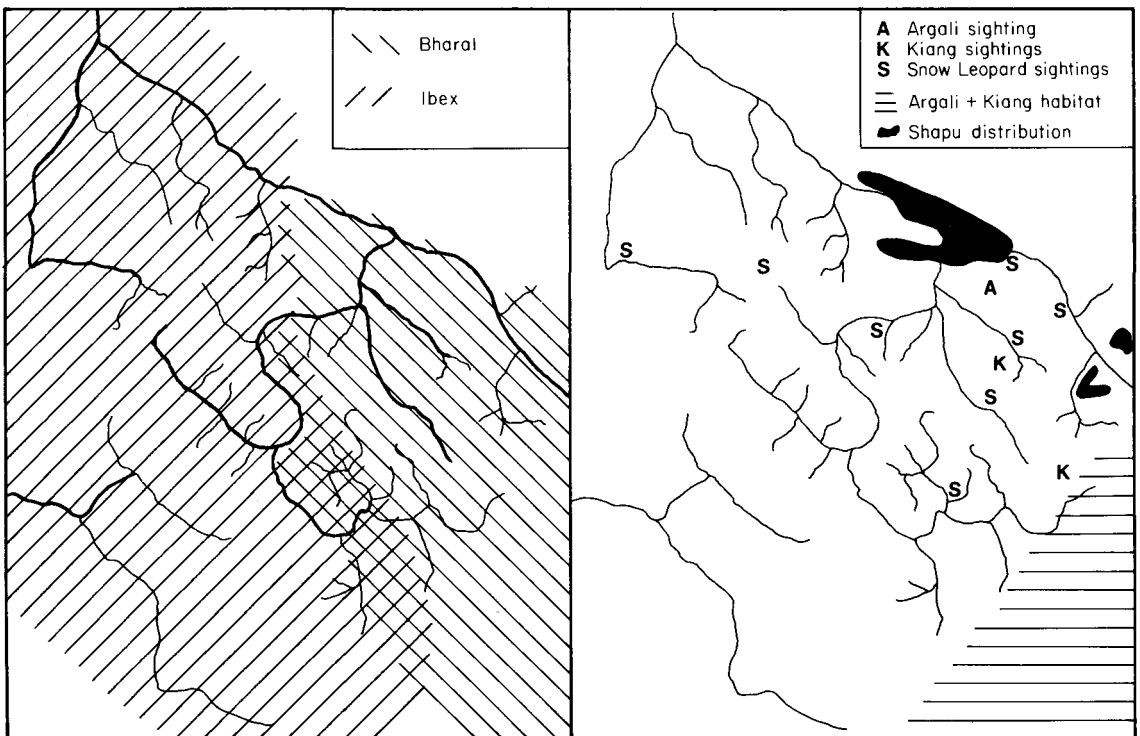 Bharal
Ibex
A Argali sighting
K Kiang sightings
S Snow Leopard sightings
Argali + Kiang habitat
Shapu distribution
S
S
S
A
S
S
S
K
S
K
S